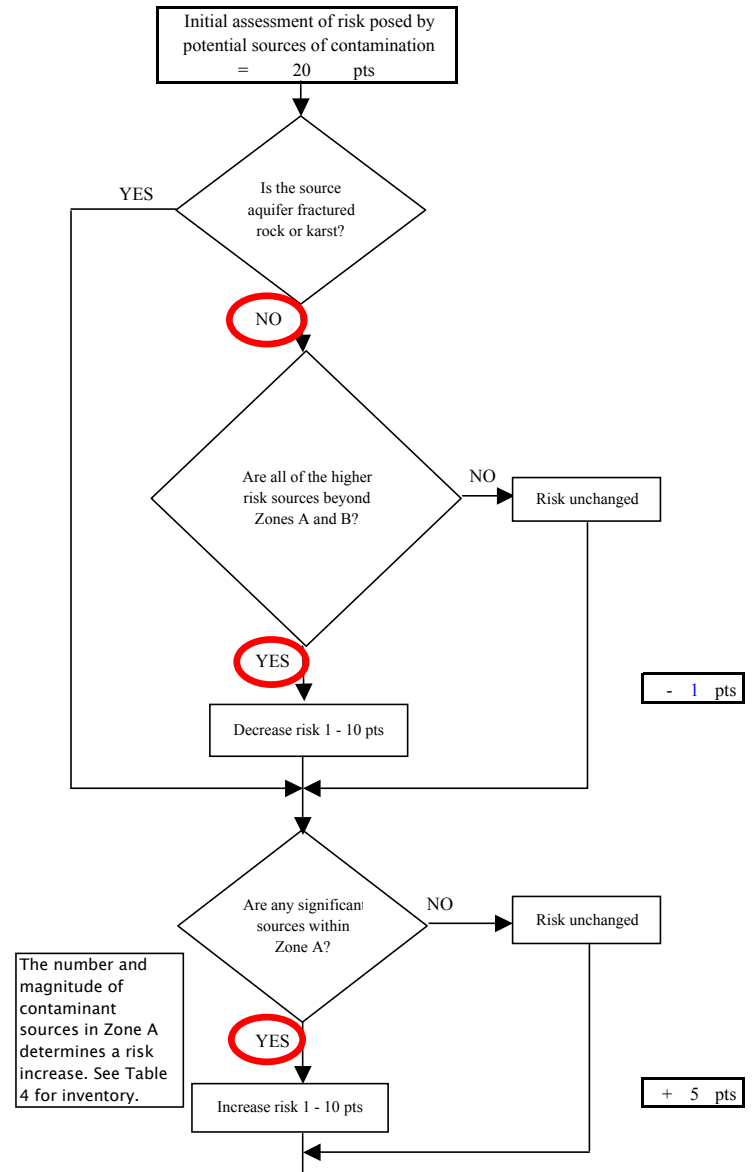 Initial assessment of risk posed by
potential sources of contamination
= 20 pts
YES
Is the source
aquifer fractured
rock or karst?
NO
Are all of the higher
risk sources beyond
Zones A and B?
NO
Risk unchanged
YES
- 1 pts
Decrease risk 1 - 10 pts
Are any significant
sources within
Zone A?
NO
Risk unchanged
The number and
magnitude of
contaminant
sources in Zone A
determines a risk
increase. See Table
4 for inventory.
YES
Increase risk 1 - 10 pts
+ 5 pts